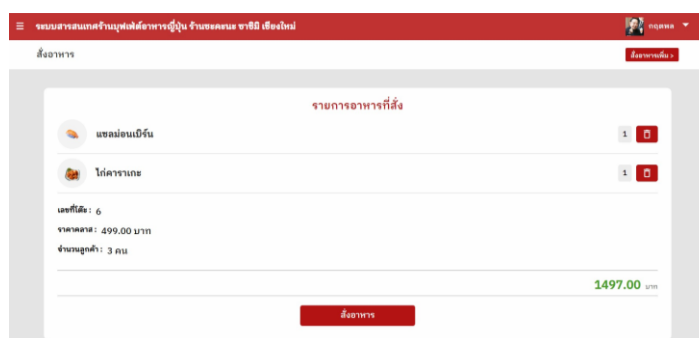 ระบบสารสนเทศร้านบุฟเฟ่ต์อาหารญี่ปุ่น ร้านซะคะนะ ซาชิมิ เชียงใหม่
กฤตพล
สั่งอาหาร
สั่งอาหารเพิ่ม >
รายการอาหารที่สั่ง
แซลม่อนเบิร์น
1
ไก่คาราเกะ
1
เลขที่โต๊ะ : 6
ราคาคลาส : 499.00 บาท
จำนวนลูกค้า : 3 คน
1497.00 บาท
สั่งอาหาร